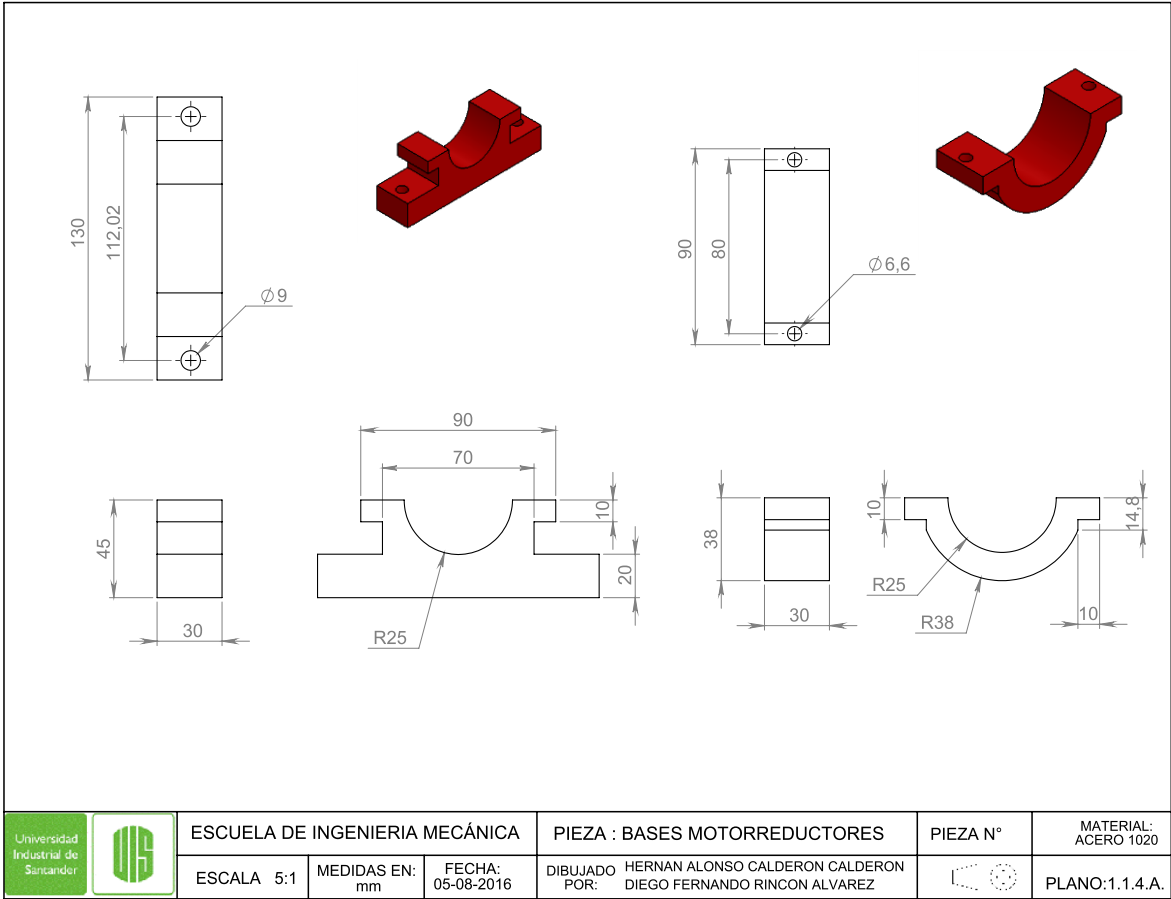 130
112,02
Ø9
90
80
Ø6,6
90
70
10
45
20
30
R25
10
38
14,8
R25
R38
30
10
Universidad
Industrial de
Santander
UIS
ESCUELA DE INGENIERIA MECÁNICA
PIEZA : BASES MOTORREDUCTORES
PIEZA N°
MATERIAL:
ACERO 1020
ESCALA 5:1
MEDIDAS EN:
mm
FECHA:
05-08-2016
DIBUJADO
POR:
HERNAN ALONSO CALDERON CALDERON
DIEGO FERNANDO RINCON ALVAREZ
PLANO:1.1.4.A.